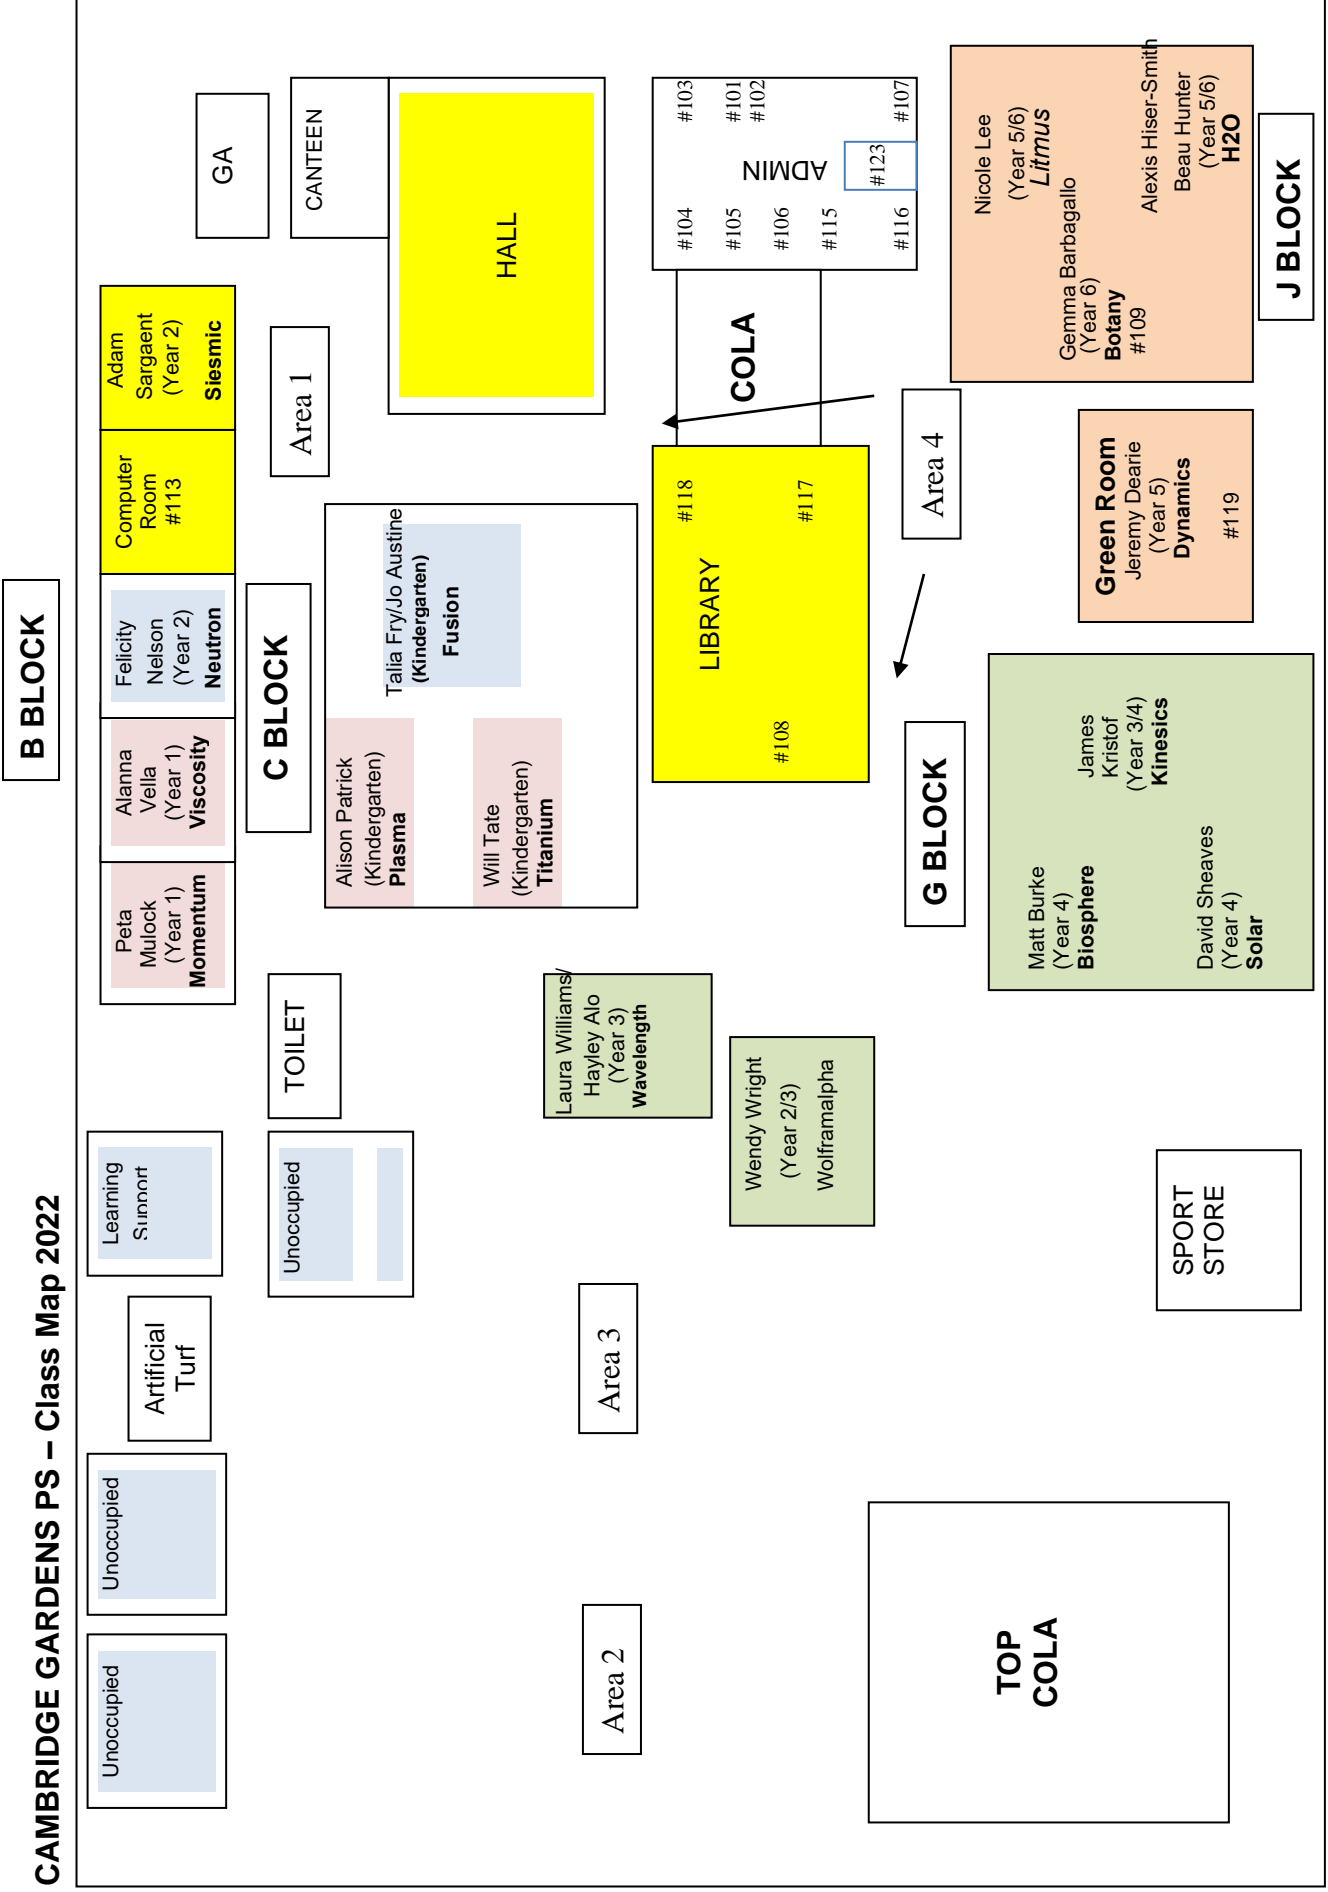 CAMBRIDGE GARDENS PS – Class Map 2022
B BLOCK
Unoccupied
Unoccupied
Artificial
Turf
Learning
Support
Peta
Mulock
(Year 1)
Momentum
Alanna
Vella
(Year 1)
Viscosity
Felicity
Nelson
(Year 2)
Neutron
Computer
Room
#113
Adam
Sargaent
(Year 2)
Siesmic
GA
Unoccupied
TOILET
C BLOCK
Area 1
CANTEEN
Alison Patrick
(Kindergarten)
Plasma
Will Tate
(Kindergarten)
Titanium
Talia Fry/Jo Austine
(Kindergarten)
Fusion
HALL
Area 2
Area 3
Laura Williams/
Hayley Alo
(Year 3)
Wavelength
Wendy Wright
(Year 2/3)
Wolframalpha
LIBRARY
#118
#117
#108
COLA
ADMIN
#103
#101
#102
#107
#123
#104
#105
#106
#115
#116
G BLOCK
Area 4
TOP
COLA
SPORT
STORE
Matt Burke
(Year 4)
Biosphere
James
Kristof
(Year 3/4)
Kinesics
David Sheaves
(Year 4)
Solar
Green Room
Jeremy Dearie
(Year 5)
Dynamics
#119
Nicole Lee
(Year 5/6)
Litmus
Gemma Barbagallo
(Year 6)
Botany
#109
Alexis Hiser-Smith
Beau Hunter
(Year 5/6)
H2O
J BLOCK